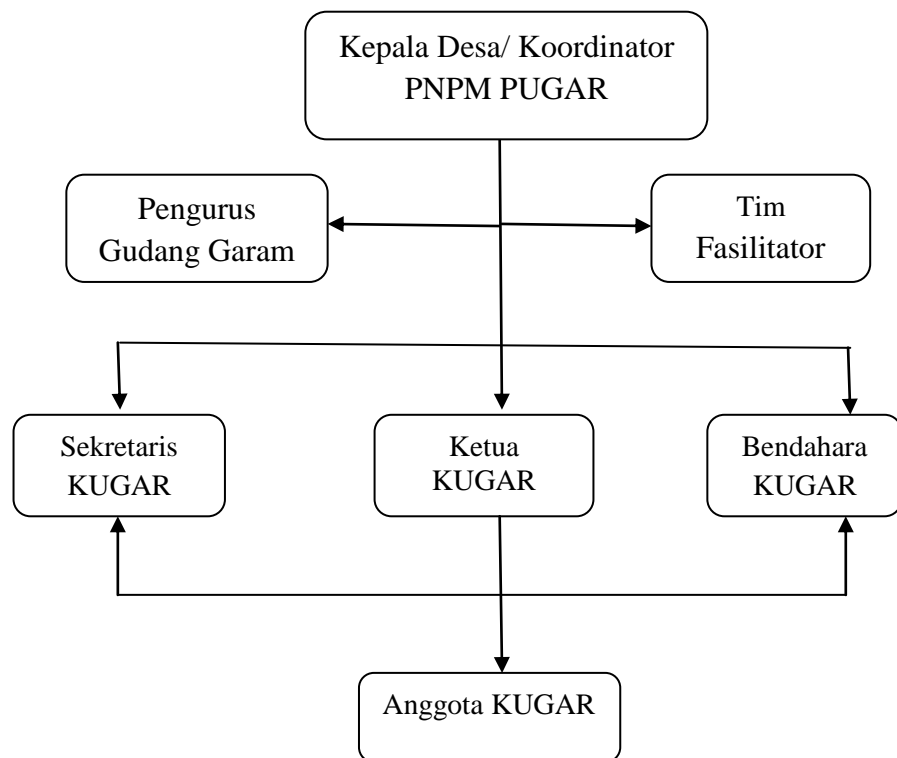 Kepala Desa/ Koordinator
PNPM PUGAR
Pengurus
Gudang Garam
Tim
Fasilitator
Sekretaris
KUGAR
Ketua
KUGAR
Bendahara
KUGAR
Anggota KUGAR